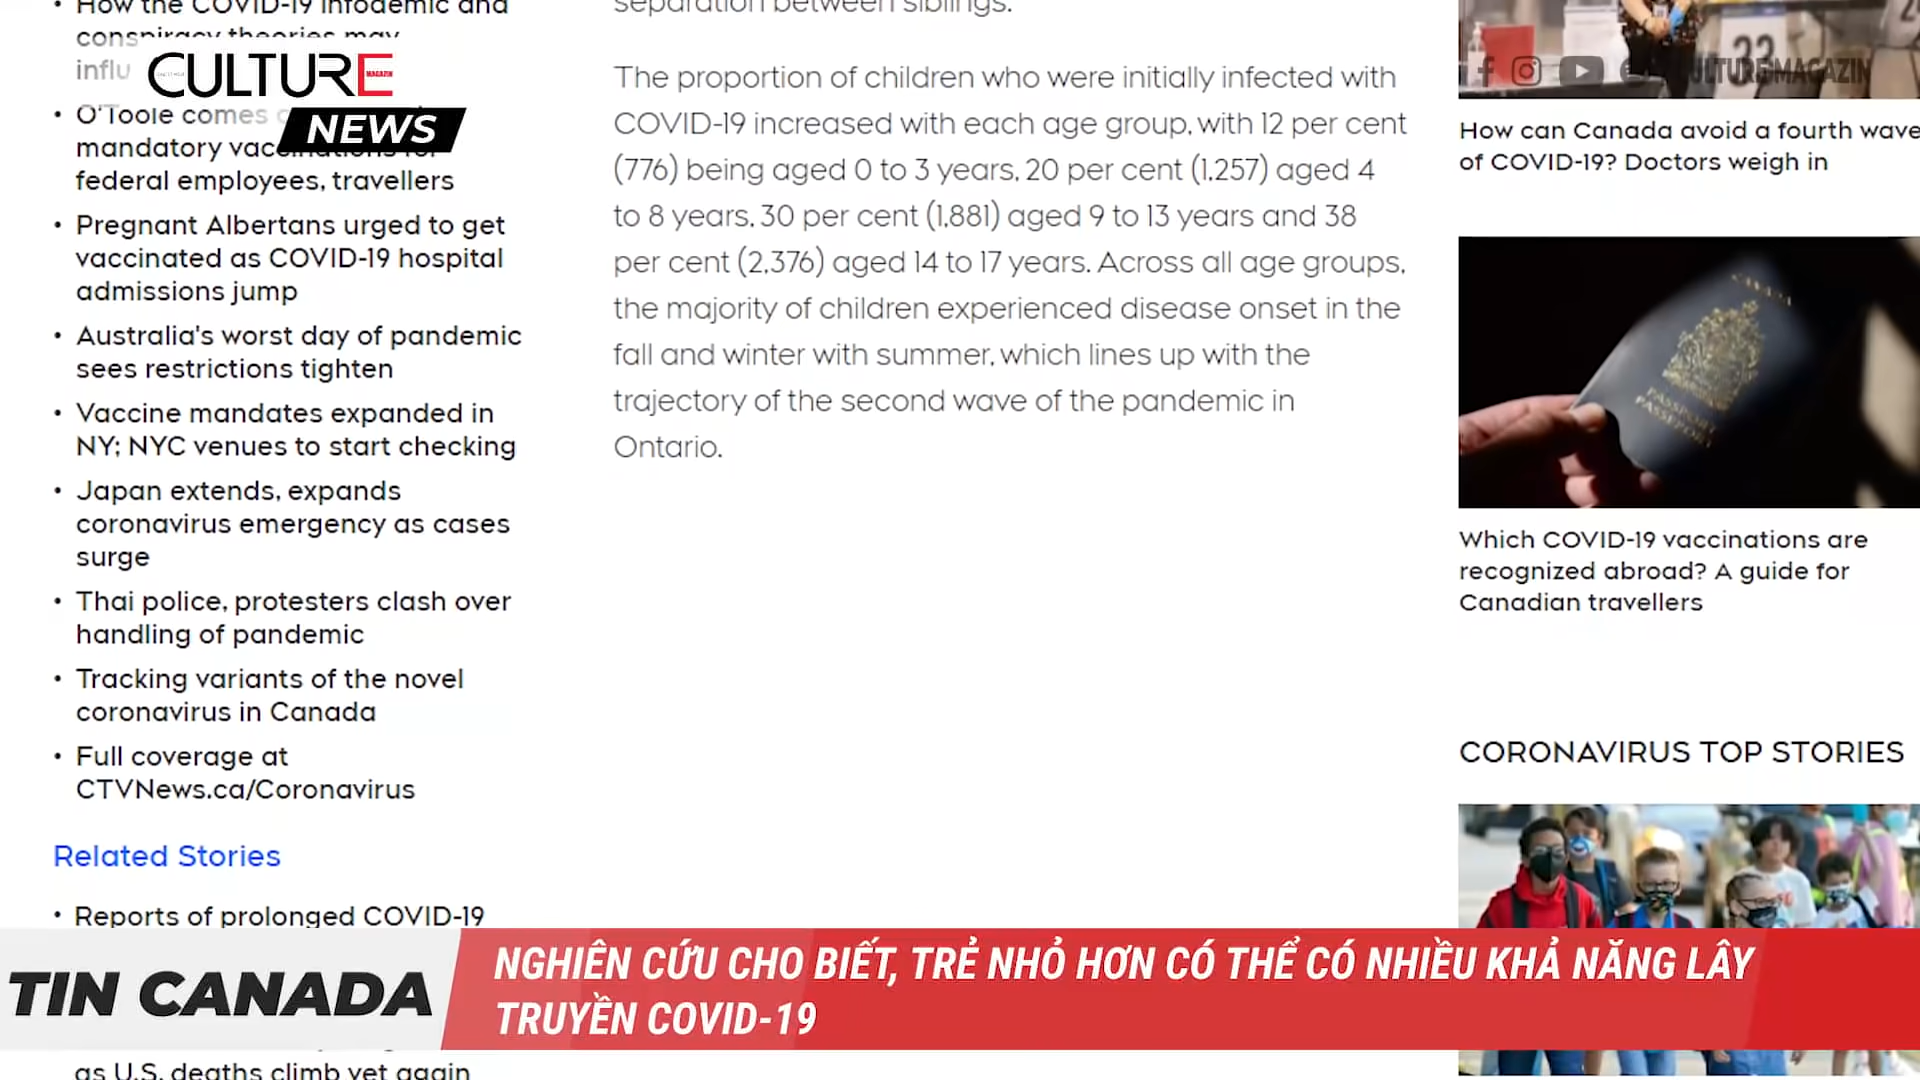 How the COVID-19 infodemic and
conspiracy theories may
influ
O'Toole comes
mandatory vaccinations for
federal employees, travellers
Pregnant Albertans urged to get
vaccinated as COVID-19 hospital
admissions jump
Australia's worst day of pandemic
sees restrictions tighten
Vaccine mandates expanded in
NY; NYC venues to start checking
Japan extends, expands
coronavirus emergency as cases
surge
Thai police, protesters clash over
handling of pandemic
Tracking variants of the novel
coronavirus in Canada
Full coverage at
CTVNews.ca/Coronavirus
Related Stories
Reports of prolonged COVID-19
as U.S. deaths climb yet again
CULTURE
MAGAZIN
NEWS
separation between siblings.
The proportion of children who were initially infected with
COVID-19 increased with each age group, with 12 per cent
(776) being aged 0 to 3 years, 20 per cent (1,257) aged 4
to 8 years, 30 per cent (1,881) aged 9 to 13 years and 38
per cent (2,376) aged 14 to 17 years. Across all age groups,
the majority of children experienced disease onset in the
fall and winter with summer, which lines up with the
trajectory of the second wave of the pandemic in
Ontario.
23
CULTUREMAGAZIN
How can Canada avoid a fourth wave
of COVID-19? Doctors weigh in
CANADA
PASSPORT
PASSEPORT
Which COVID-19 vaccinations are
recognized abroad? A guide for
Canadian travellers
CORONAVIRUS TOP STORIES
TIN CANADA
NGHIÊN CỨU CHO BIẾT, TRẺ NHỎ HƠN CÓ THỂ CÓ NHIỀU KHẢ NĂNG LÂY
TRUYỀN COVID-19